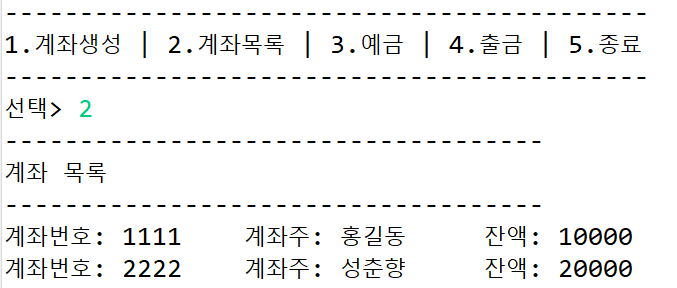 -------------------------------------------
1.계좌생성 | 2.계좌목록 | 3.예금 | 4.출금 | 5.종료
-------------------------------------------
선택> 2
------------------------------------
계좌 목록
------------------------------------
계좌번호: 1111    계좌주: 홍길동    잔액: 10000
계좌번호: 2222    계좌주: 성춘향    잔액: 20000